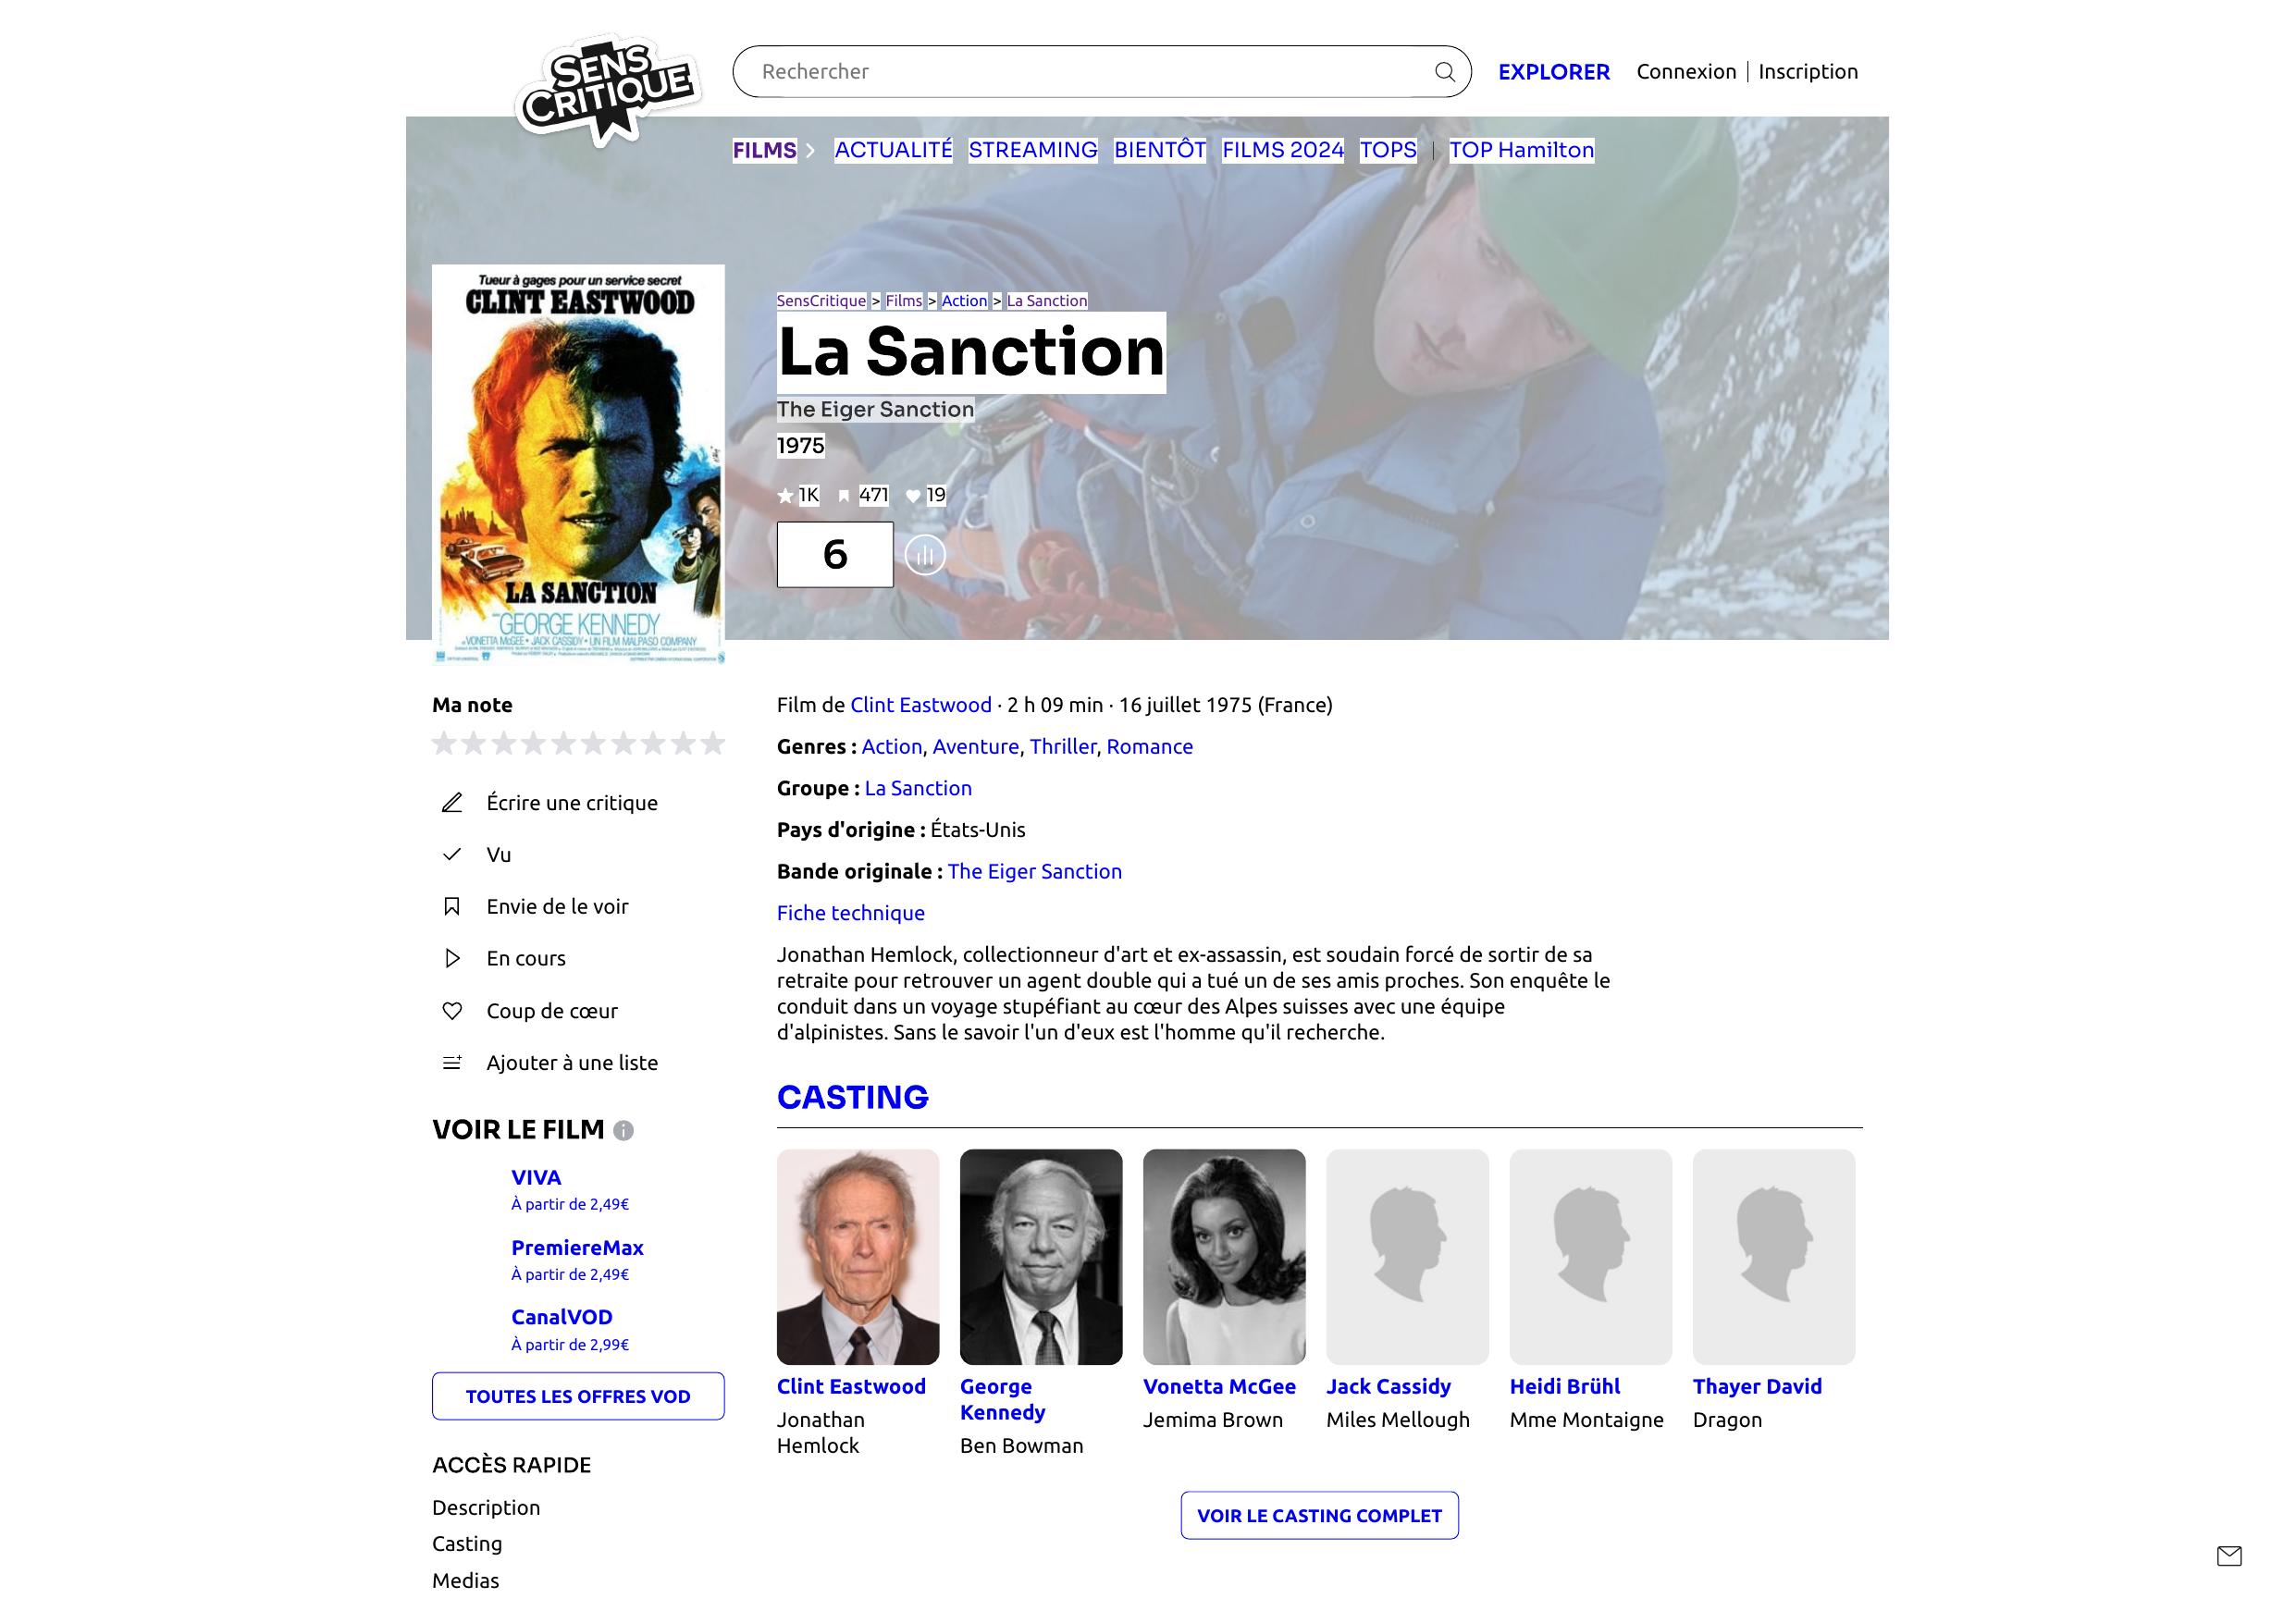 SENS
CRITIQUE
Rechercher
EXPLORER
Connexion | Inscription
FILMS
ACTUALITÉ
STREAMING
BIENTÔT
FILMS 2024
TOPS
TOP Hamilton
Tueur à gages pour un service secret
CLINT EASTWOOD
LA SANCTION
GEORGE KENNEDY
VONETTA McGEE • JACK CASSIDY • UN FILM MALPASO COMPANY
SensCritique > Films > Action > La Sanction
La Sanction
The Eiger Sanction
1975
1K 471 19
6
Ma note
Écrire une critique
Vu
Envie de le voir
En cours
Coup de cœur
Ajouter à une liste
VOIR LE FILM
VIVA
À partir de 2,49€
PremiereMax
À partir de 2,49€
CanalVOD
À partir de 2,99€
TOUTES LES OFFRES VOD
ACCÈS RAPIDE
Description
Casting
Medias
Film de Clint Eastwood · 2 h 09 min · 16 juillet 1975 (France)
Genres : Action, Aventure, Thriller, Romance
Groupe : La Sanction
Pays d'origine : États-Unis
Bande originale : The Eiger Sanction
Fiche technique
Jonathan Hemlock, collectionneur d'art et ex-assassin, est soudain forcé de sortir de sa
retraite pour retrouver un agent double qui a tué un de ses amis proches. Son enquête le
conduit dans un voyage stupéfiant au cœur des Alpes suisses avec une équipe
d'alpinistes. Sans le savoir l'un d'eux est l'homme qu'il recherche.
CASTING
Clint Eastwood
Jonathan
Hemlock
George
Kennedy
Ben Bowman
Vonetta McGee
Jemima Brown
Jack Cassidy
Miles Mellough
Heidi Brühl
Mme Montaigne
Thayer David
Dragon
VOIR LE CASTING COMPLET